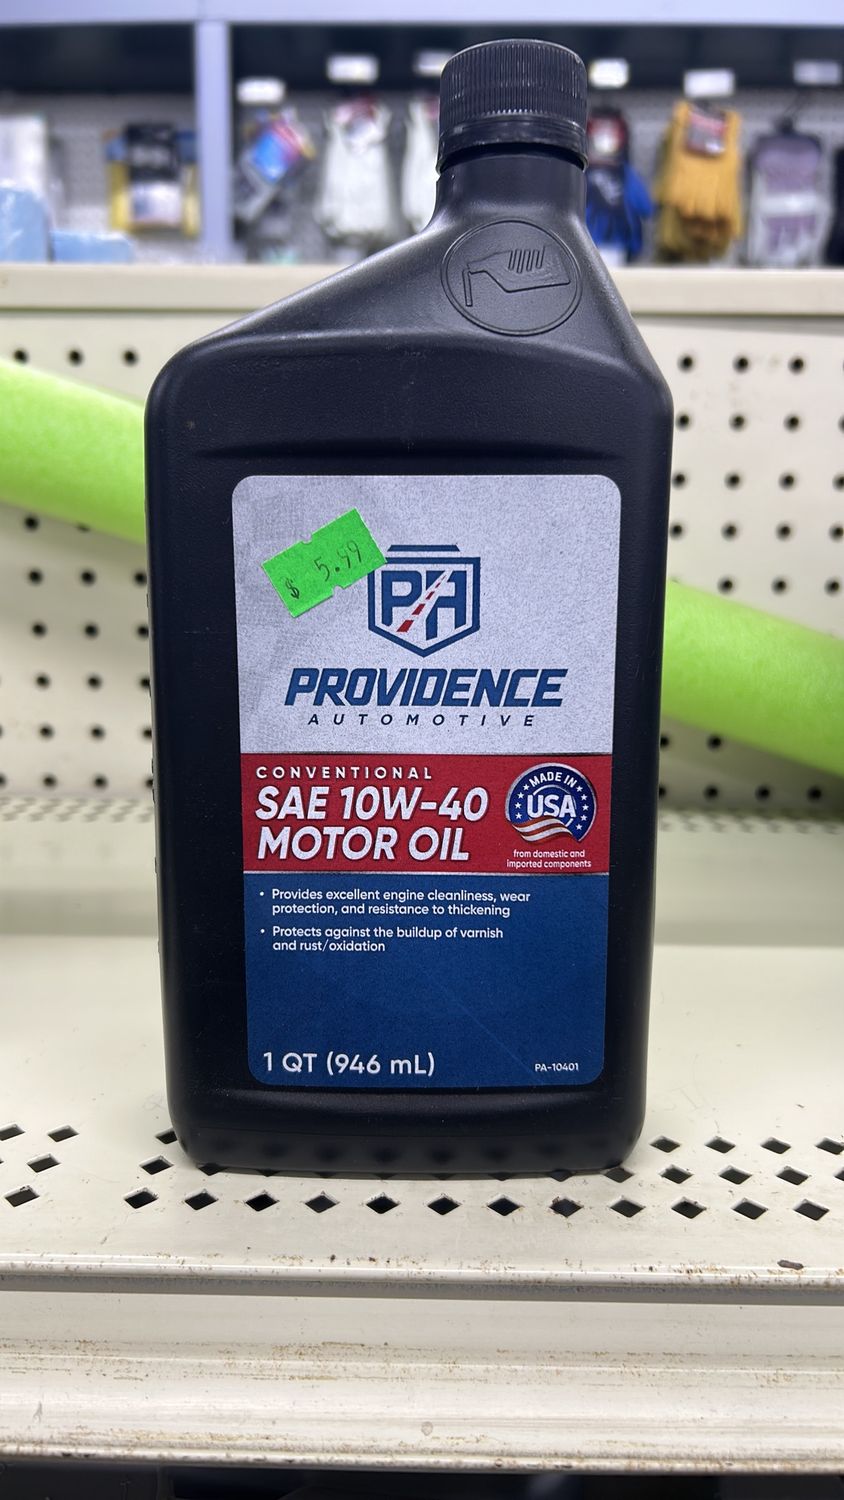 $ 5.99
PA
PROVIDENCE
AUTOMOTIVE
CONVENTIONAL
SAE 10W-40
MOTOR OIL
MADE IN
USA
from domestic and
imported components
• Provides excellent engine cleanliness, wear
protection, and resistance to thickening
• Protects against the buildup of varnish
and rust/oxidation
1 QT (946 mL)
PA-10401